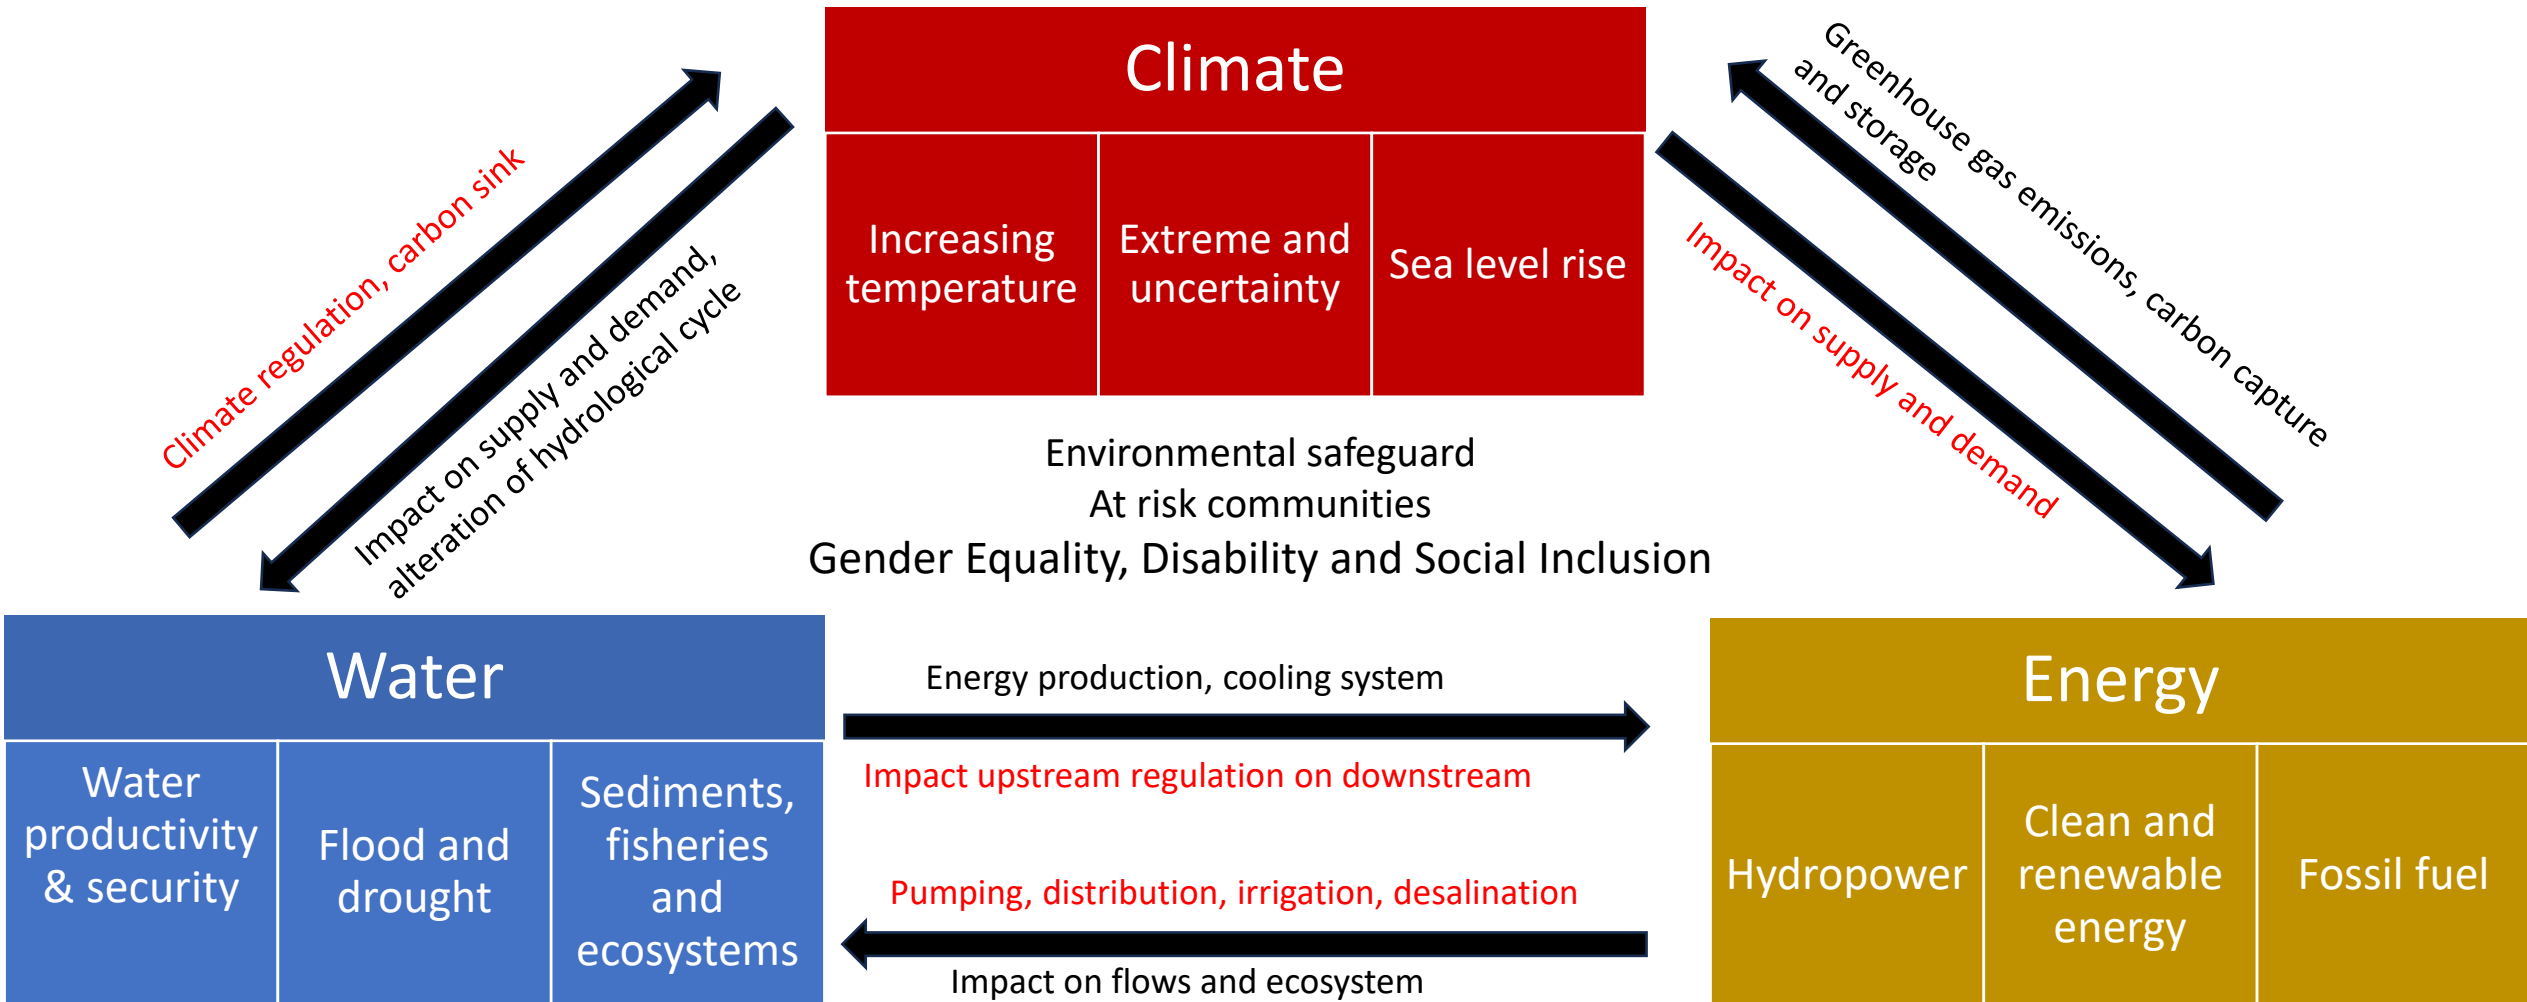 Climate
Increasing
temperature
Extreme and
uncertainty
Sea level rise
Climate regulation, carbon sink
Impact on supply and demand,
alteration of hydrological cycle
Greenhouse gas emissions, carbon capture
and storage
Impact on supply and demand
Environmental safeguard
At risk communities
Gender Equality, Disability and Social Inclusion
Water
Water
productivity
& security
Flood and
drought
Sediments,
fisheries
and
ecosystems
Energy production, cooling system
Impact upstream regulation on downstream
Pumping, distribution, irrigation, desalination
Impact on flows and ecosystem
Energy
Hydropower
Clean and
renewable
energy
Fossil fuel